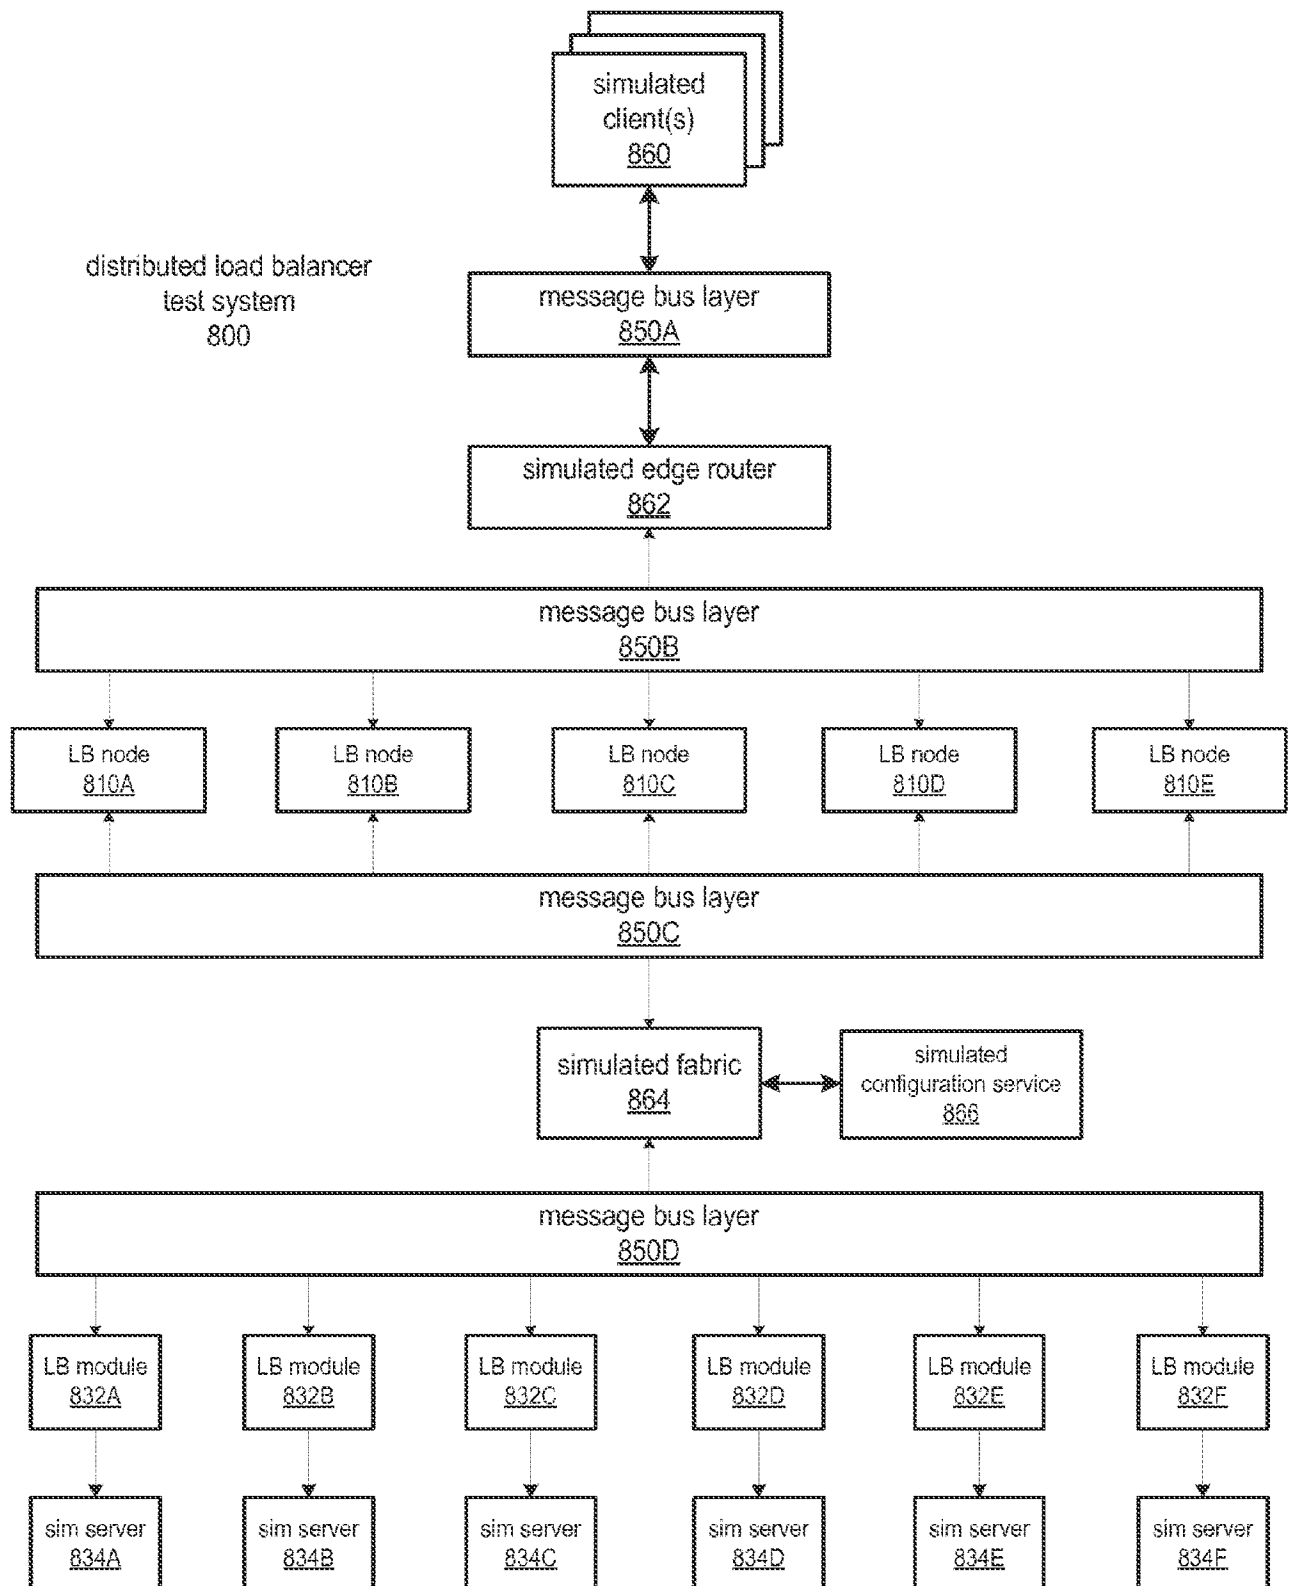 simulated
client(s)
860
distributed load balancer
test system
800
message bus layer
850A
simulated edge router
862
message bus layer
850B
LB node
810A
LB node
810B
LB node
810C
LB node
810D
LB node
810E
message bus layer
850C
simulated fabric
864
simulated
configuration service
866
message bus layer
850D
LB module
832A
LB module
832B
LB module
832C
LB module
832D
LB module
832E
LB module
832F
sim server
834A
sim server
834B
sim server
834C
sim server
834D
sim server
834E
sim server
834F